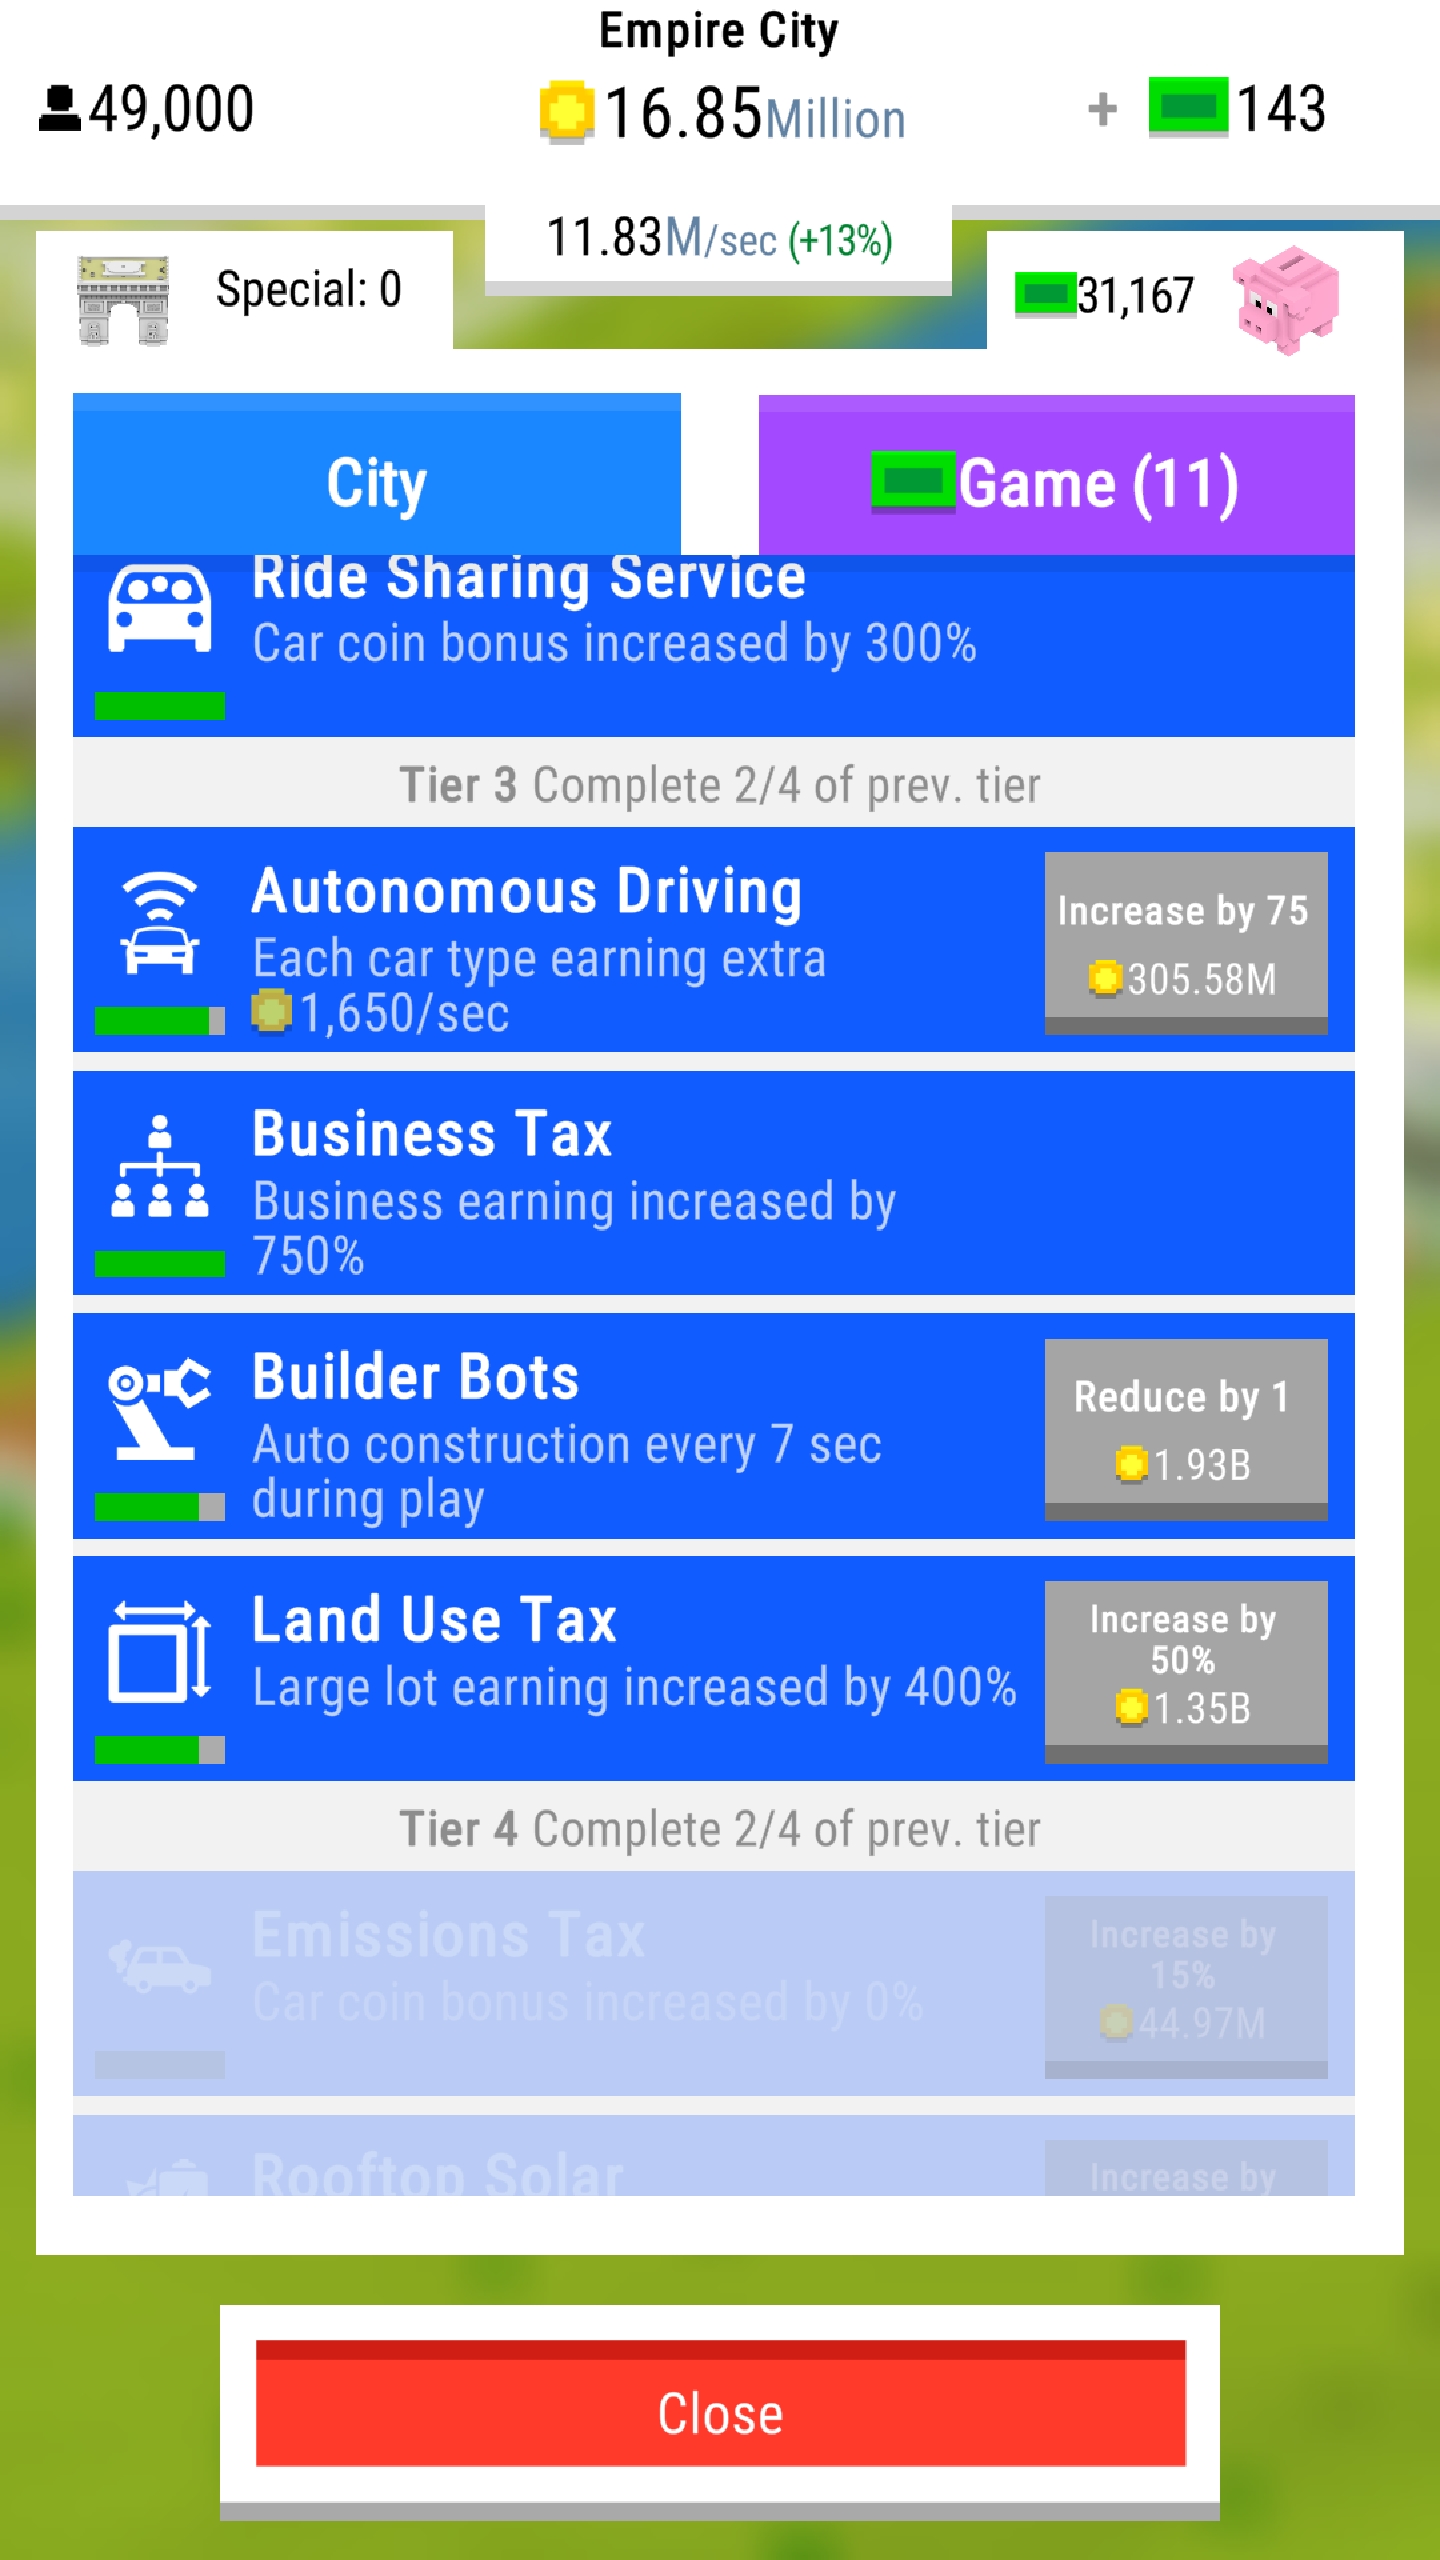 Empire City
49,000
16.85Million
+ 143
11.83M/sec (+13%)
Special: 0
31,167
City
Game (11)
Ride Sharing Service
Car coin bonus increased by 300%
Tier 3 Complete 2/4 of prev. tier
Autonomous Driving
Each car type earning extra
1,650/sec
Increase by 75
305.58M
Business Tax
Business earning increased by
750%
Builder Bots
Auto construction every 7 sec
during play
Reduce by 1
1.93B
Land Use Tax
Large lot earning increased by 400%
Increase by
50%
1.35B
Tier 4 Complete 2/4 of prev. tier
Emissions Tax
Car coin bonus increased by 0%
Increase by
15%
44.97M
Rooftop Solar
Increase by
Close